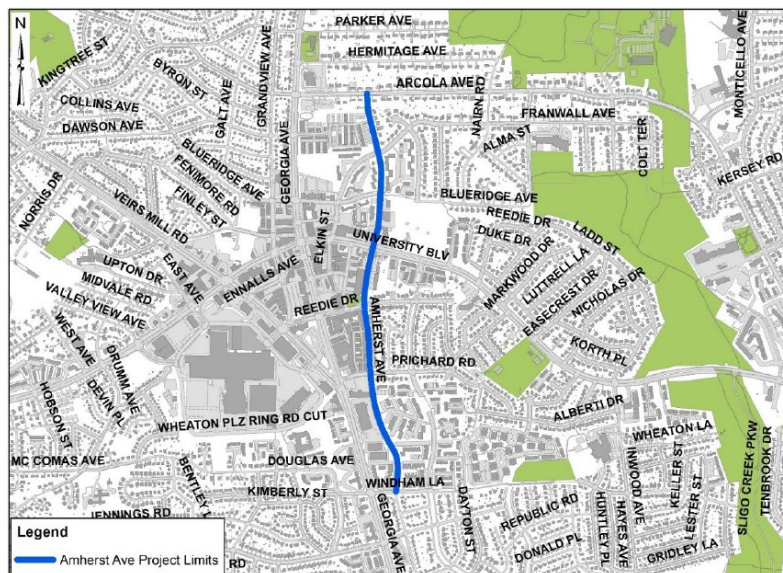 N
PARKER AVE
HERMITAGE AVE
KINGTREE ST
BYRON ST
GALT AVE
GRANDVIEW AVE
ARCOLA AVE
NAIRN RD
MONTICELLO AVE
COLLINS AVE
DAWSON AVE
GEORGIA AVE
FRANWALL AVE
ALMA ST
COLT TER
KERSEY RD
BLUERIDGE AVE
PENIMORE RD
FINLEY ST
NORRIS DR
VEIRS MILL RD
BLUERIDGE AVE
REEDIE DR
DUKE DR
LADD ST
ELKIN ST
UNIVERSITY BLV
MARKWOOD DR
LUTTRELL LA
EASECREST DR
NICHOLAS DR
UPTON DR
MIDVALE RD
VALLEY VIEW AVE
EAST AVE
ENNALLS AVE
REEDIE DR
AMHERST AVE
WEST AVE
DRUMM AVE
DEVIN PL
HOBSON ST
PRICHARD RD
KORTH PL
ALBERTI DR
WHEATON PLZ RING RD CUT
WHEATON LA
SLIGO CREEK PKW
TENBROOK DR
MC COMAS AVE
BENTLEY L
DOUGLAS AVE
KIMBERLY ST
WINDHAM LA
GEORGIA AVE
DAYTON ST
REPUBLIC RD
DONALD PL
HUNTLEY PL
HAYES AVE
INWOOD AVE
KEILER ST
LESTER ST
GRIDLEY LA
JENNINGS RD
RD
Legend
Amherst Ave Project Limits